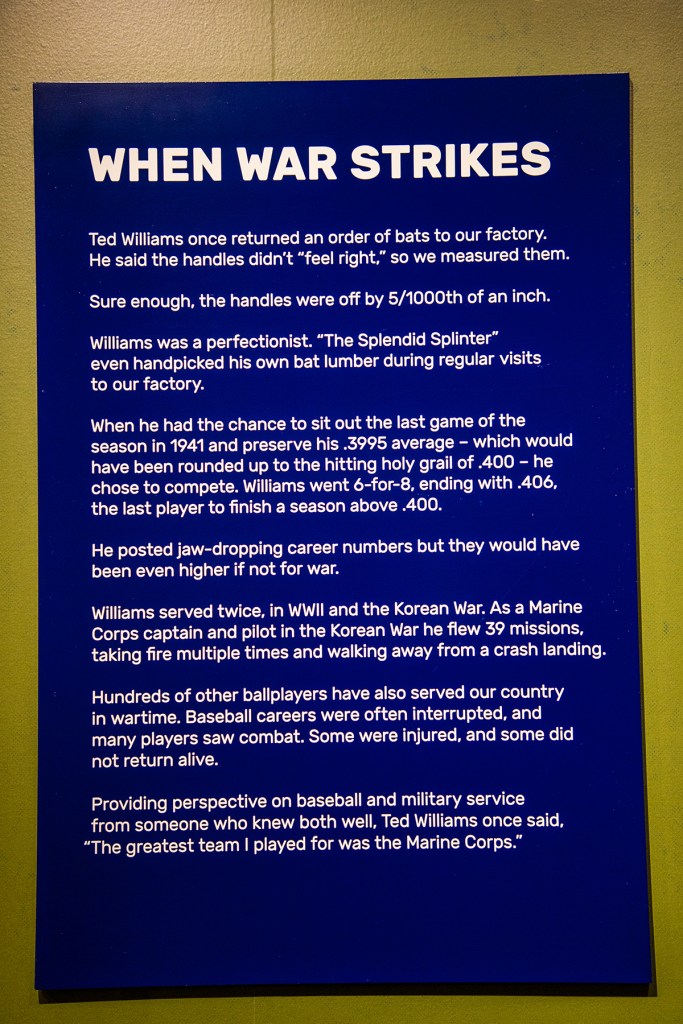 WHEN WAR STRIKES
Ted Williams once returned an order of bats to our factory.
He said the handles didn't “feel right,” so we measured them.
Sure enough, the handles were off by 5/1000th of an inch.
Williams was a perfectionist. “The Splendid Splinter”
even handpicked his own bat lumber during regular visits
to our factory.
When he had the chance to sit out the last game of the
season in 1941 and preserve his .3995 average – which would
have been rounded up to the hitting holy grail of .400 – he
chose to compete. Williams went 6-for-8, ending with .406,
the last player to finish a season above .400.
He posted jaw-dropping career numbers but they would have
been even higher if not for war.
Williams served twice, in WWII and the Korean War. As a Marine
Corps captain and pilot in the Korean War he flew 39 missions,
taking fire multiple times and walking away from a crash landing.
Hundreds of other ballplayers have also served our country
in wartime. Baseball careers were often interrupted, and
many players saw combat. Some were injured, and some did
not return alive.
Providing perspective on baseball and military service
from someone who knew both well, Ted Williams once said,
“The greatest team I played for was the Marine Corps.”